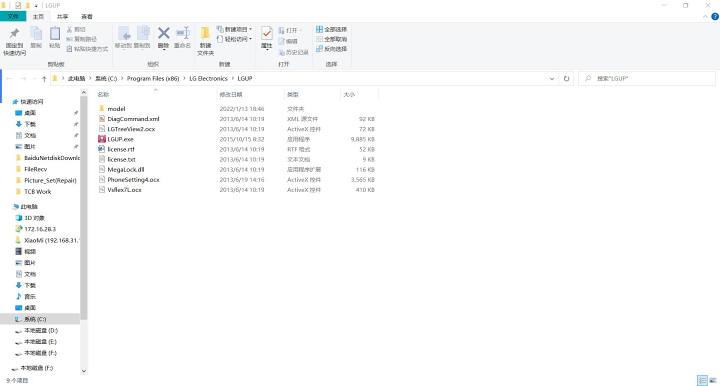 LGUP
文件 主页 共享 查看
固定到快速访问 复制 粘贴 剪切 复制路径 粘贴快捷方式 移动到 复制到 删除 重命名 新建文件夹 新建项目 轻松访问 属性 打开 编辑 历史记录 全部选择 全部取消 反向选择
剪贴板 组织 新建 打开 选择
此电脑 > 系统 (C:) > Program Files (x86) > LG Electronics > LGUP 搜索"LGUP"
名称 修改日期 类型 大小
快速访问
桌面
下载
文档
图片
BaiduNetdiskDownlo
FileRecv
Picture_Set(Repair)
TCB Work
此电脑
3D 对象
172.16.28.3
XiaoMi (192.168.31.
视频
图片
文档
下载
音乐
桌面
系统 (C:)
本地磁盘 (D:)
本地磁盘 (E:)
本地磁盘 (F:)
本地磁盘 (F:)
model 2022/1/13 18:46 文件夹
DiagCommand.xml 2013/6/14 10:19 XML 源文件 92 KB
LGTreeView2.ocx 2013/6/14 10:19 ActiveX 控件 72 KB
LGUP.exe 2015/10/15 8:32 应用程序 9,885 KB
license.rtf 2013/6/14 10:19 RTF 格式 52 KB
license.txt 2013/6/14 10:19 文本文档 9 KB
MegaLock.dll 2013/6/14 10:19 应用程序扩展 116 KB
PhoneSetting4.ocx 2013/6/19 14:16 ActiveX 控件 3,565 KB
Vsflex7L.ocx 2013/6/14 10:19 ActiveX 控件 410 KB
9 个项目